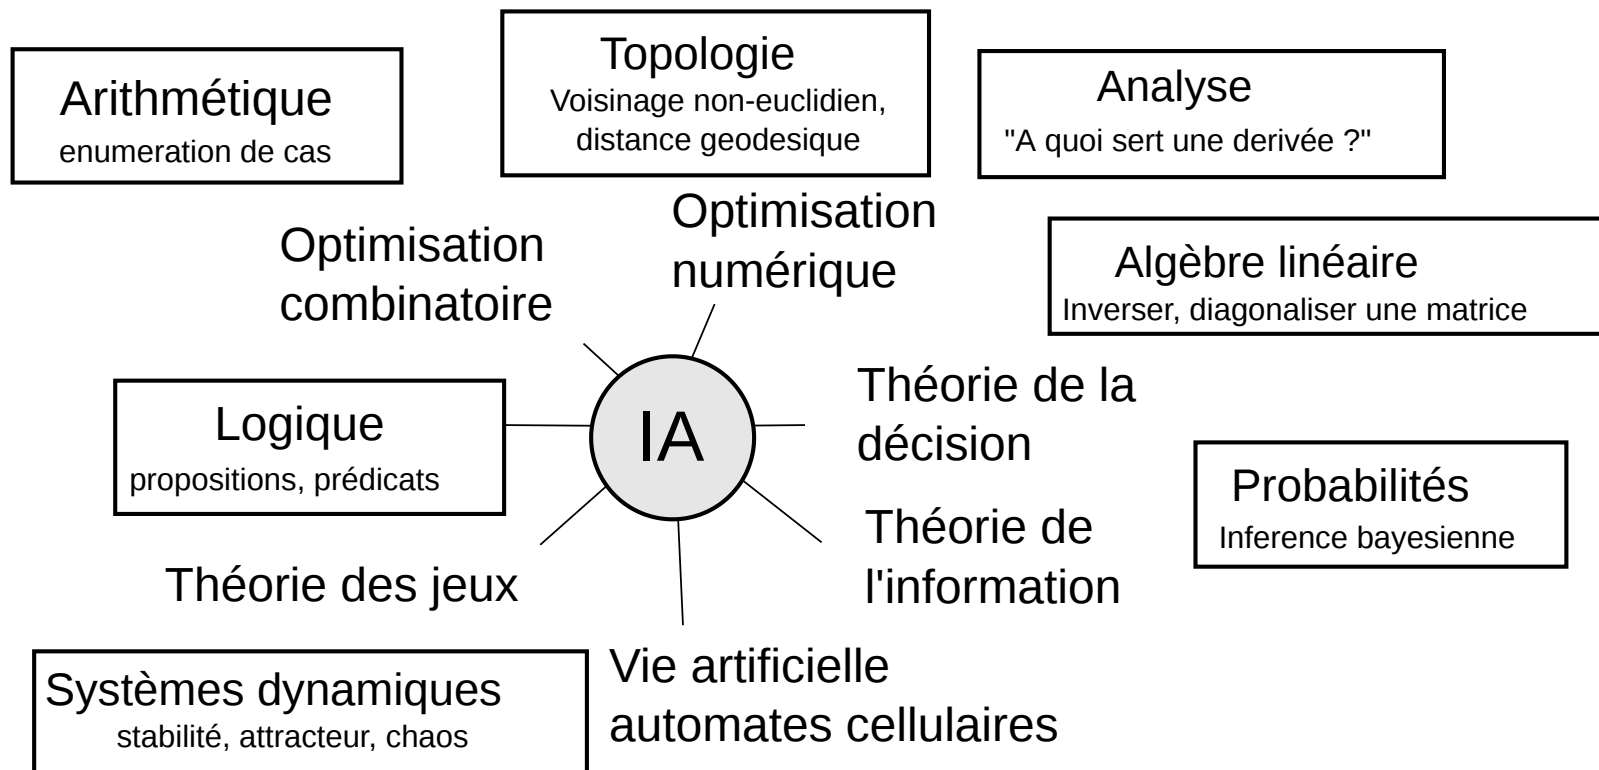 Arithmétique
enumeration de cas
Topologie
Voisinage non-euclidien,
distance geodesique
Analyse
"A quoi sert une derivée ?"
Optimisation
combinatoire
Optimisation
numérique
Algèbre linéaire
Inverser, diagonaliser une matrice
Logique
propositions, prédicats
IA
Théorie de la
décision
Probabilités
Inference bayesienne
Théorie des jeux
Théorie de
l'information
Systèmes dynamiques
stabilité, attracteur, chaos
Vie artificielle
automates cellulaires